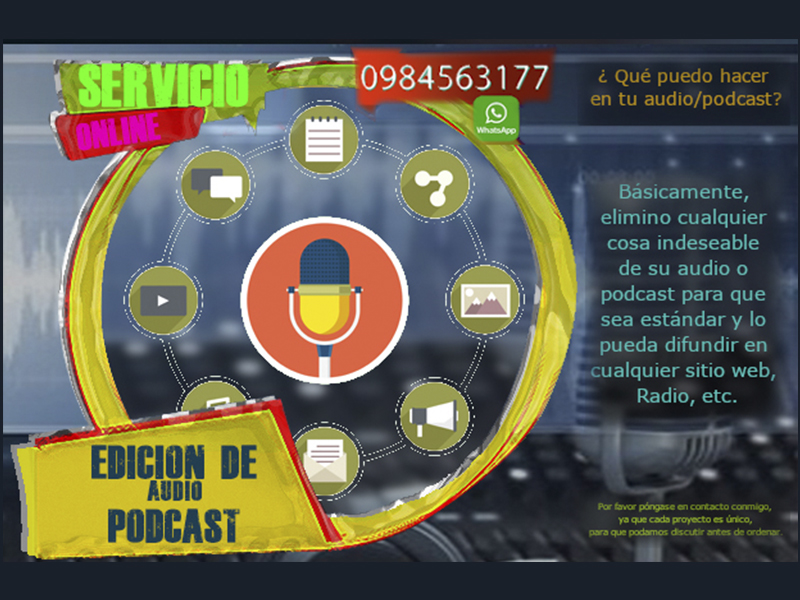 SERVICIO
ONLINE
0984563177
WhatsApp
¿ Qué puedo hacer
en tu audio/podcast?
Básicamente,
elimino cualquier
cosa indeseable
de su audio o
podcast para que
sea estándar y lo
pueda difundir en
cualquier sitio web,
Radio, etc.
EDICION DE
AUDIO
PODCAST
Por favor póngase en contacto conmigo,
ya que cada proyecto es único,
para que podamos discutir antes de ordenar.